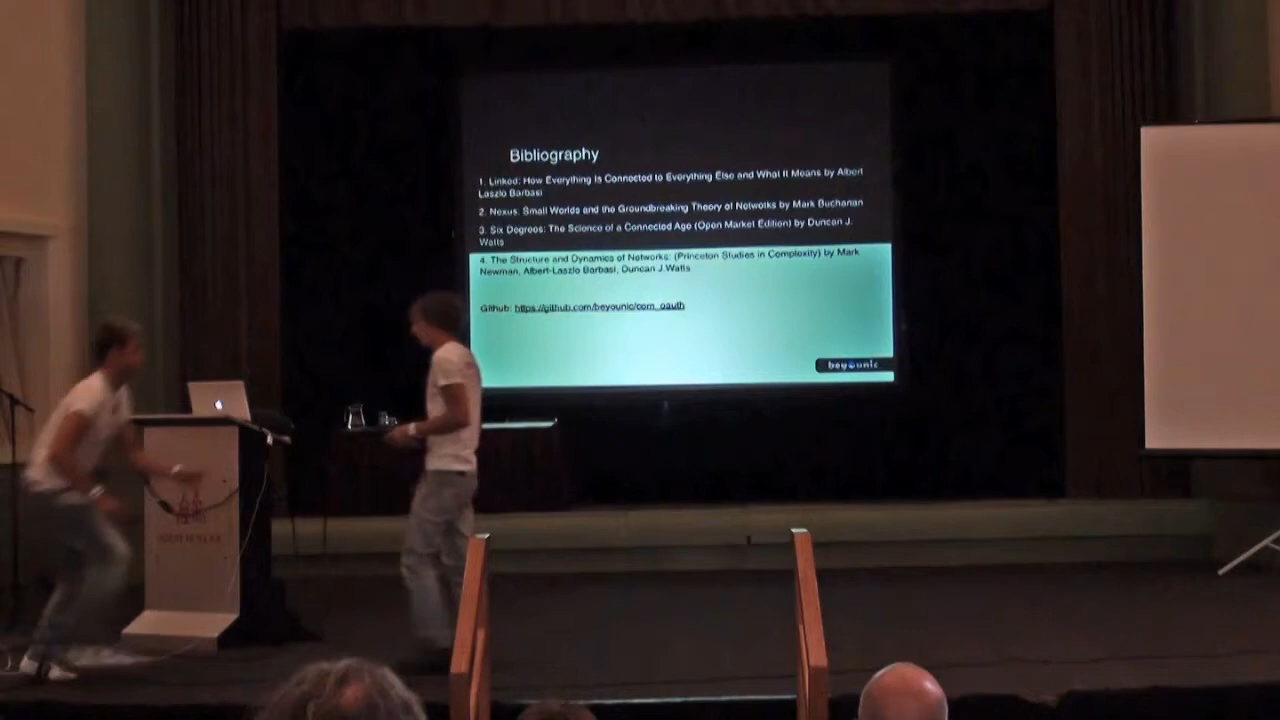 Bibliography
1. Linked: How Everything Is Connected to Everything Else and What It Means by Albert
Laszlo Barbasi
2. Nexus: Small Worlds and the Groundbreaking Theory of Networks by Mark Buchanan
3. Six Degrees: The Science of a Connected Age (Open Market Edition) by Duncan J.
Watts
4. The Structure and Dynamics of Networks: (Princeton Studies in Complexity) by Mark
Newman, Albert-Laszlo Barbasi, Duncan J.Watts
Github: https://github.com/beyounic/com_oauth
beyounic